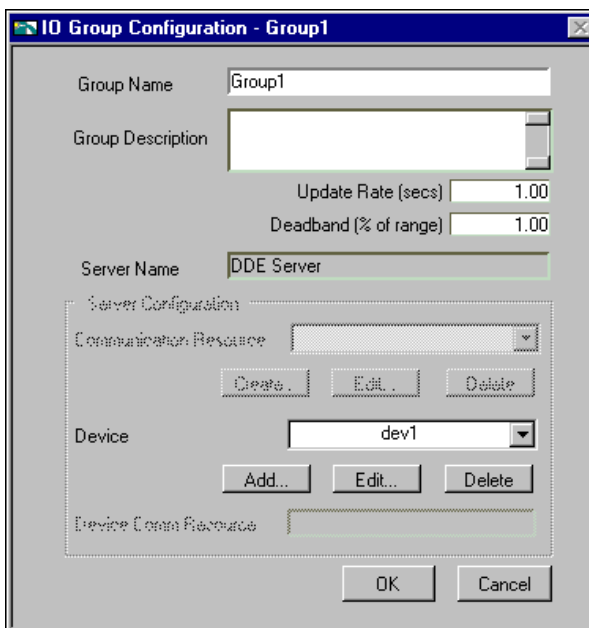 IO Group Configuration - Group1
Group Name Group1
Group Description
Update Rate (secs) 1.00
Deadband (% of range) 1.00
Server Name DDE Server
Server Configuration
Communication Resource
Create... Edit... Delete
Device dev1
Add... Edit... Delete
Device Comm Resource
OK Cancel